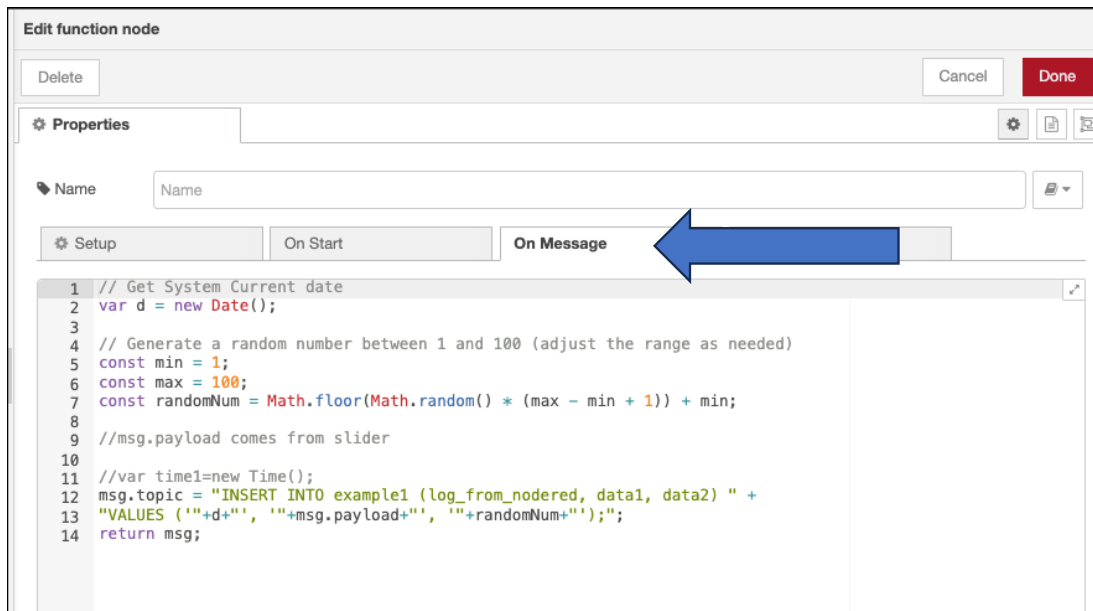 Edit function node
Delete
Cancel
Done
Properties
Name
Name
Setup
On Start
On Message
1 // Get System Current date
2 var d = new Date();
3
4 // Generate a random number between 1 and 100 (adjust the range as needed)
5 const min = 1;
6 const max = 100;
7 const randomNum = Math.floor(Math.random() * (max - min + 1)) + min;
8
9 //msg.payload comes from slider
10
11 //var time1=new Time();
12 msg.topic = "INSERT INTO example1 (log_from_nodered, data1, data2) " +
13 "VALUES ('"+d+"', '"+msg.payload+"', '"+randomNum+"');";
14 return msg;